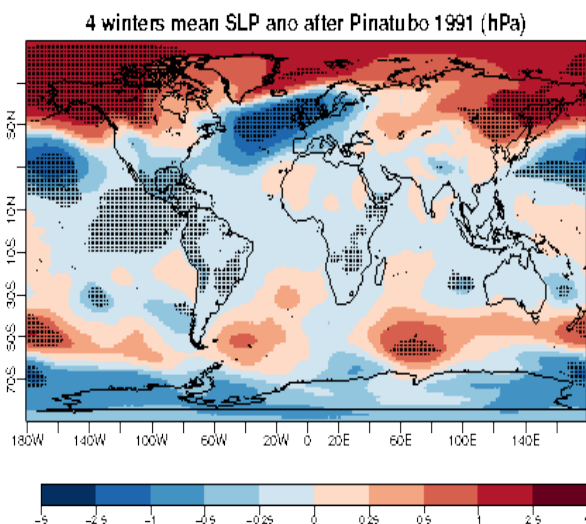 4 winters mean SLP ano after Pinatubo 1991 (hPa)
50N
10N
10S
30S
50S
70S
180W 140W 100W 60W 0 20E 60E 100E 140E
-5 -2.5 -1 -0.5 -0.25 0 0.25 0.5 1 2.5